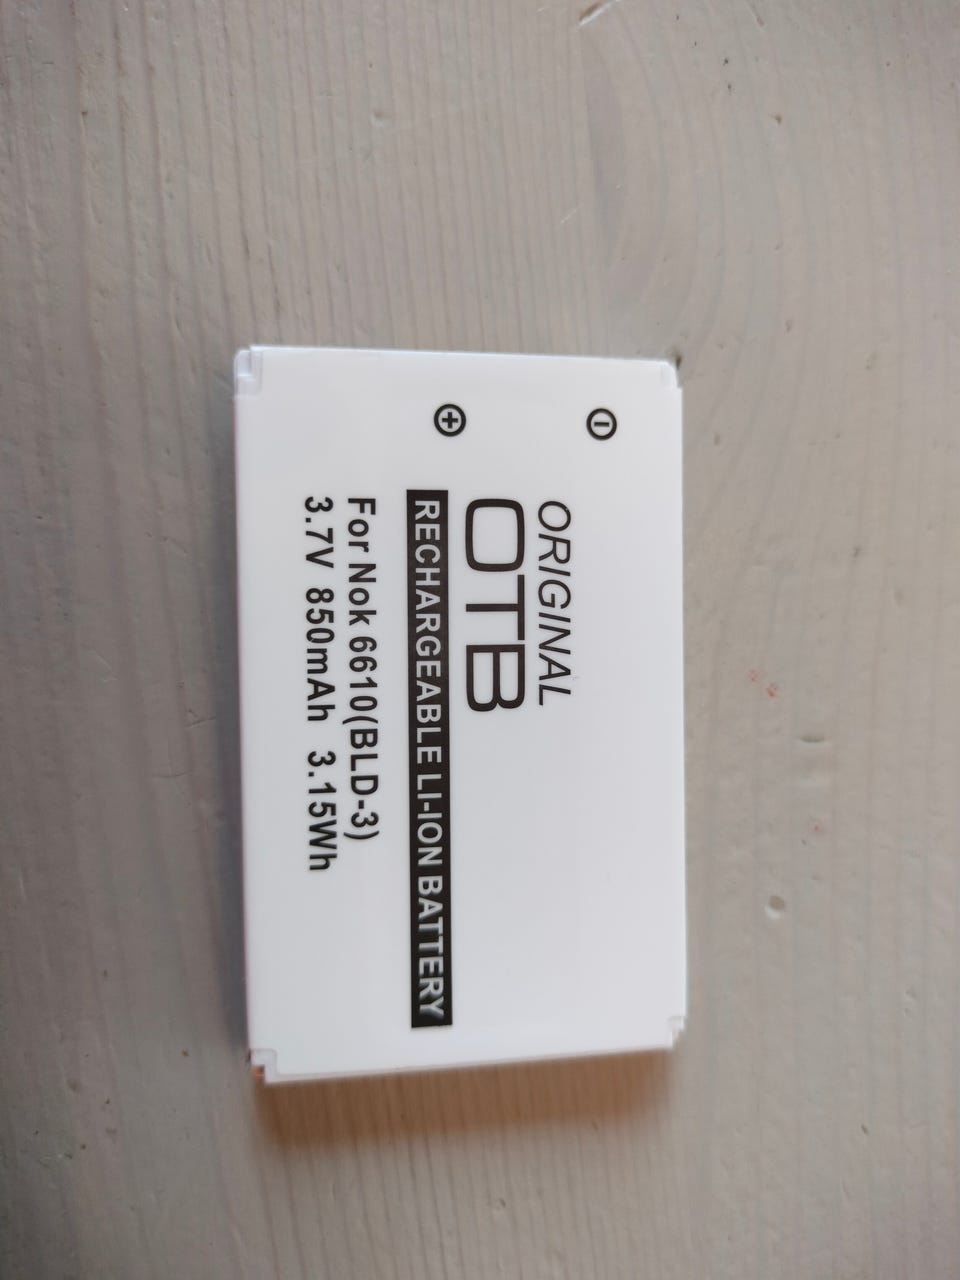 ORIGINAL
OTB
RECHARGEABLE LI-ION BATTERY
For Nok 6610(BLD-3)
3.7V 850mAh 3.15Wh